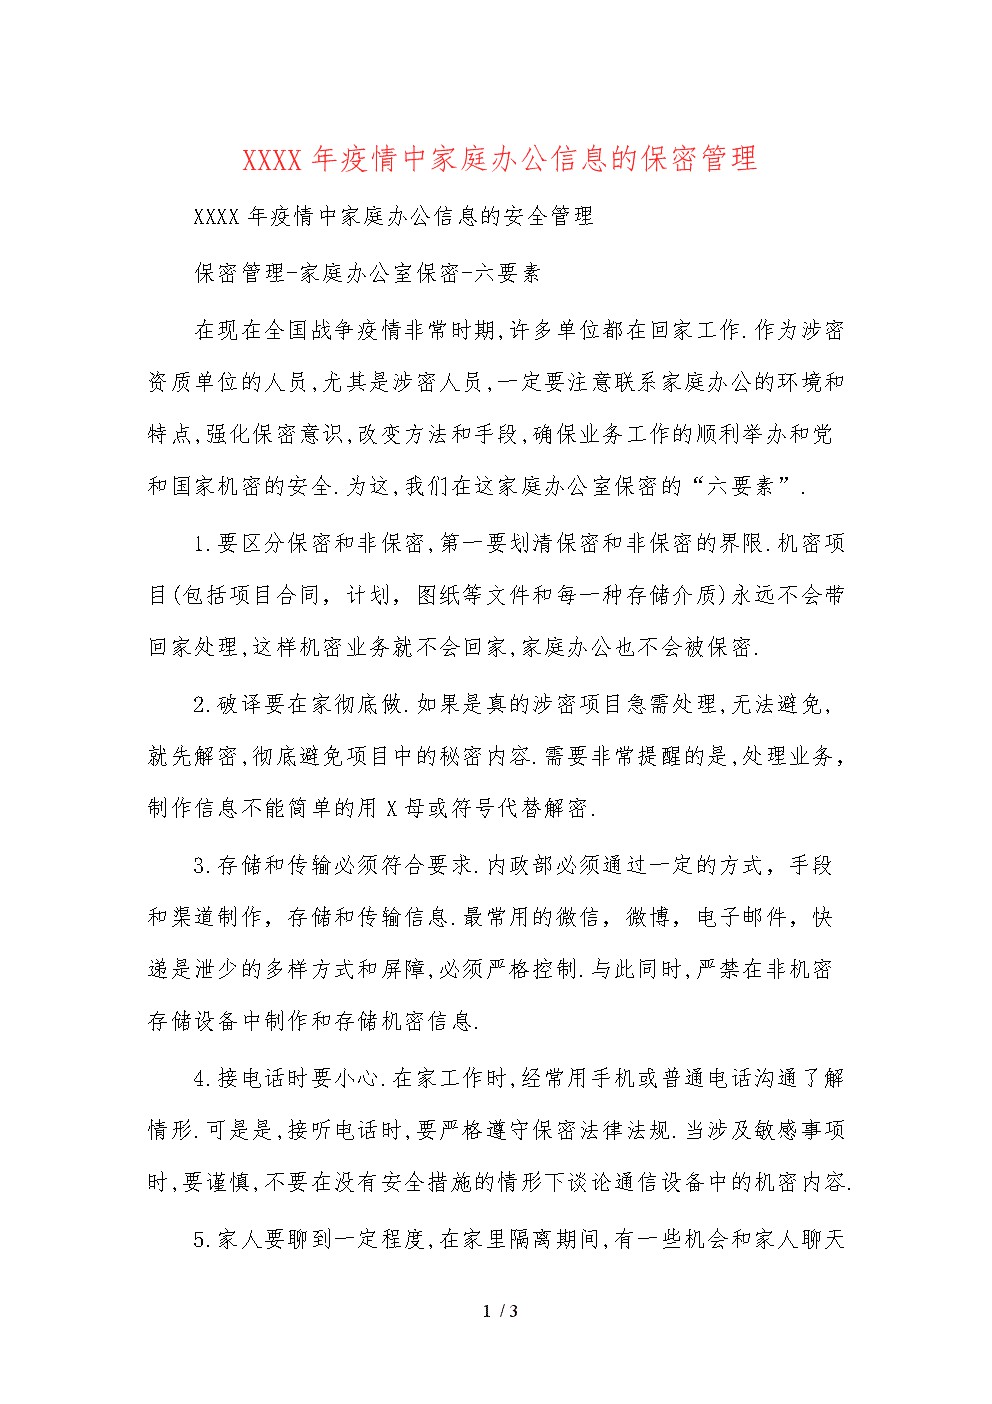 XXXX 年疫情中家庭办公信息的保密管理
XXXX 年疫情中家庭办公信息的安全管理
保密管理-家庭办公室保密-六要素
在现在全国战争疫情非常时期,许多单位都在回家工作.作为涉密
资质单位的人员,尤其是涉密人员,一定要注意联系家庭办公的环境和
特点,强化保密意识,改变方法和手段,确保业务工作的顺利举办和党
和国家机密的安全.为这,我们在这家庭办公室保密的“六要素”.
1.要区分保密和非保密,第一要划清保密和非保密的界限.机密项
目(包括项目合同，计划，图纸等文件和每一种存储介质)永远不会带
回家处理,这样机密业务就不会回家,家庭办公也不会被保密.
2.破译要在家彻底做.如果是真的涉密项目急需处理,无法避免,
就先解密,彻底避免项目中的秘密内容.需要非常提醒的是,处理业务，
制作信息不能简单的用 X 母或符号代替解密.
3.存储和传输必须符合要求.内政部必须通过一定的方式，手段
和渠道制作，存储和传输信息.最常用的微信，微博，电子邮件，快
递是泄少的多样方式和屏障,必须严格控制.与此同时,严禁在非机密
存储设备中制作和存储机密信息.
4.接电话时要小心.在家工作时,经常用手机或普通电话沟通了解
情形.可是是,接听电话时,要严格遵守保密法律法规.当涉及敏感事项
时,要谨慎,不要在没有安全措施的情形下谈论通信设备中的机密内容.
5.家人要聊到一定程度,在家里隔离期间,有一些机会和家人聊天
1 / 3